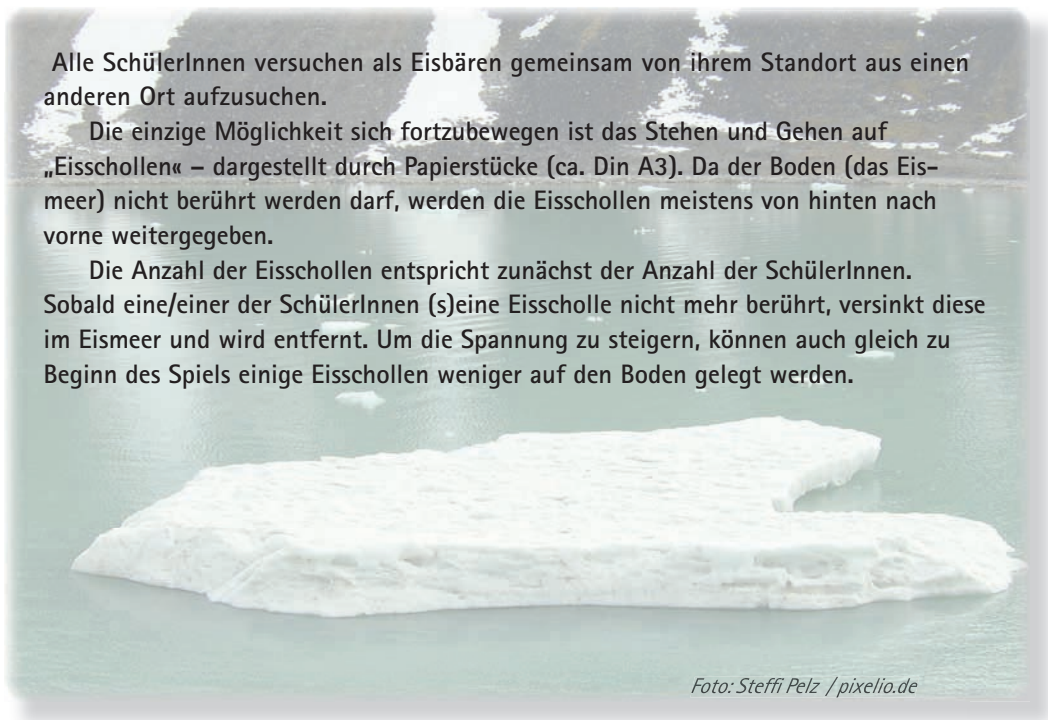 Alle SchülerInnen versuchen als Eisbären gemeinsam von ihrem Standort aus einen
anderen Ort aufzusuchen.
Die einzige Möglichkeit sich fortzubewegen ist das Stehen und Gehen auf
„Eisschollen« – dargestellt durch Papierstücke (ca. Din A3). Da der Boden (das Eis-
meer) nicht berührt werden darf, werden die Eisschollen meistens von hinten nach
vorne weitergegeben.
Die Anzahl der Eisschollen entspricht zunächst der Anzahl der SchülerInnen.
Sobald eine/einer der SchülerInnen (s)eine Eisscholle nicht mehr berührt, versinkt diese
im Eismeer und wird entfernt. Um die Spannung zu steigern, können auch gleich zu
Beginn des Spiels einige Eisschollen weniger auf den Boden gelegt werden.
Foto: Steffi Pelz / pixelio.de